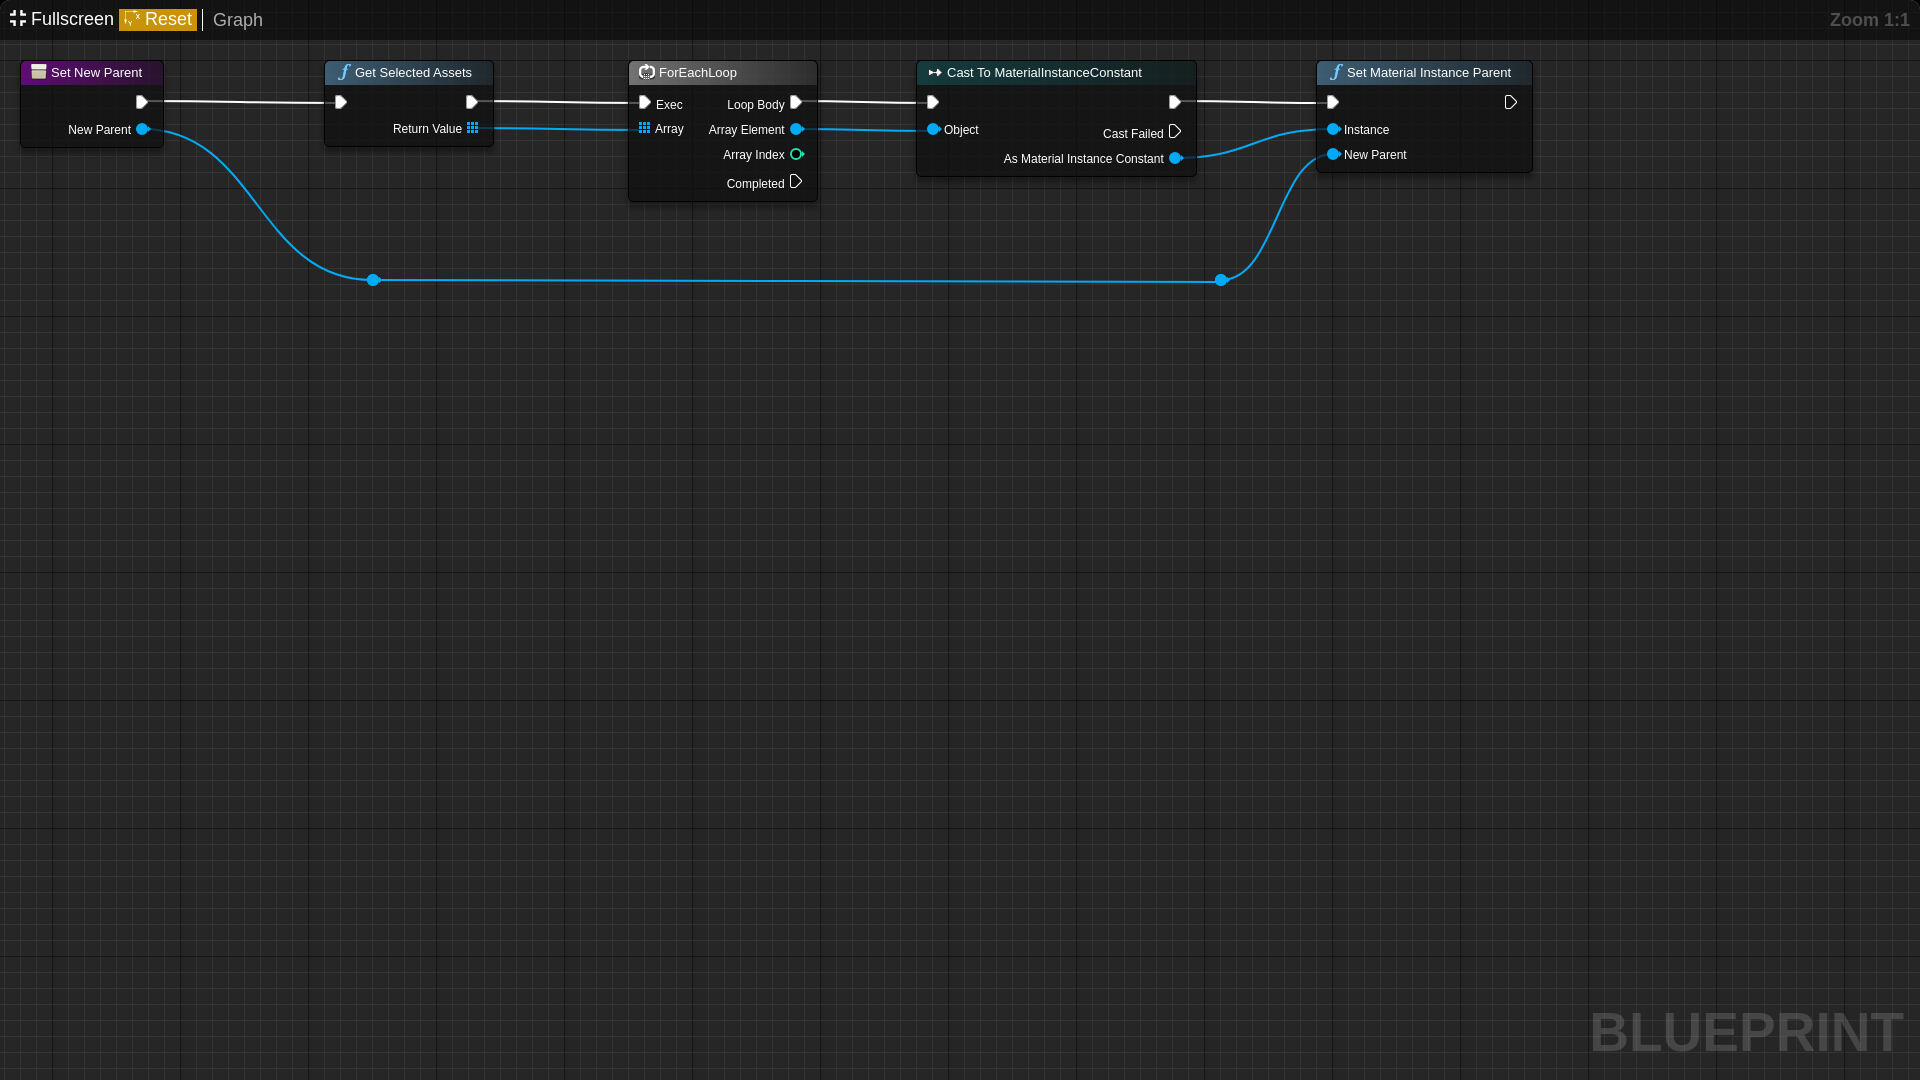 Fullscreen Reset Graph Zoom 1:1
Set New Parent
New Parent
Get Selected Assets
Return Value
ForEachLoop
Exec Loop Body
Array Array Element
Array Index
Completed
Cast To MaterialInstanceConstant
Object
Cast Failed
As Material Instance Constant
Set Material Instance Parent
Instance
New Parent
BLUEPRINT